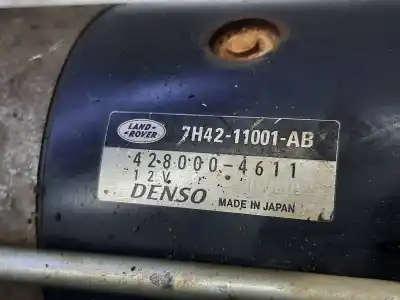 LAND-
ROVER
7H42-11001-AB
428000-4611
12V
DENSO MADE IN JAPAN